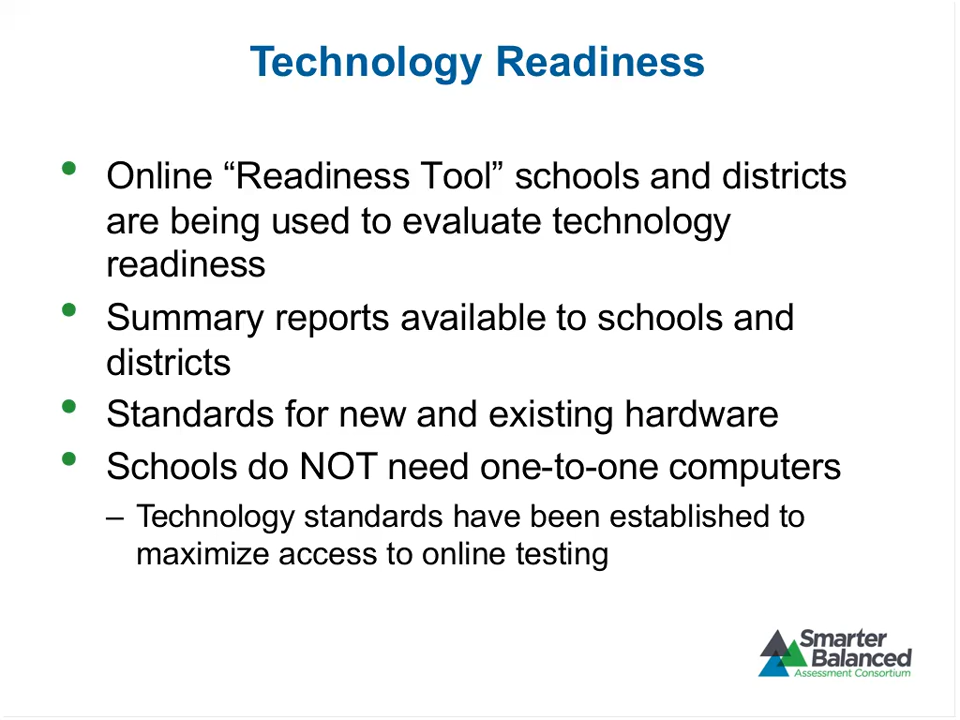 Technology Readiness
• Online “Readiness Tool” schools and districts
are being used to evaluate technology
readiness
• Summary reports available to schools and
districts
• Standards for new and existing hardware
• Schools do NOT need one-to-one computers
– Technology standards have been established to
maximize access to online testing
Smarter
Balanced
Assessment Consortium